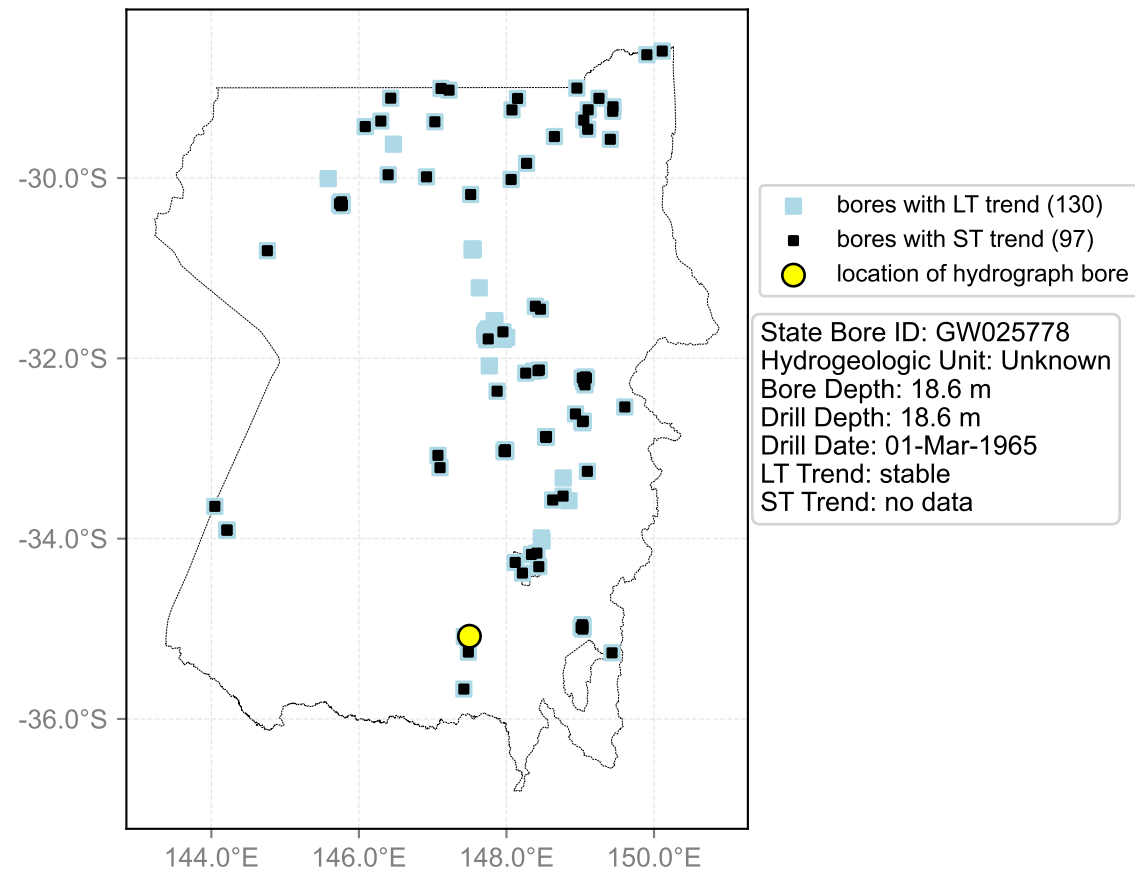 -30.0°S
-32.0°S
-34.0°S
-36.0°S
144.0°E 146.0°E 148.0°E 150.0°E
bores with LT trend (130)
bores with ST trend (97)
location of hydrograph bore
State Bore ID: GW025778
Hydrogeologic Unit: Unknown
Bore Depth: 18.6 m
Drill Depth: 18.6 m
Drill Date: 01-Mar-1965
LT Trend: stable
ST Trend: no data